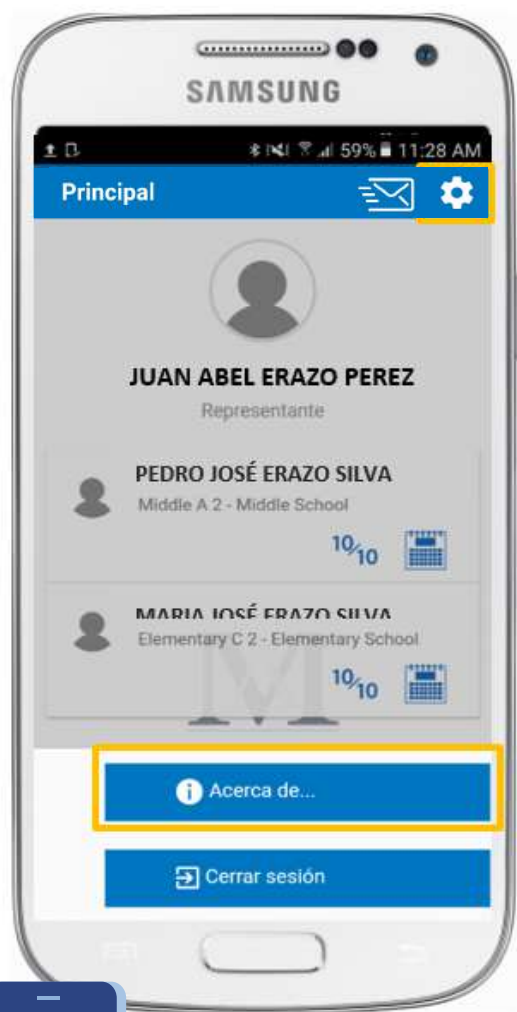 SAMSUNG
59% 11:28 AM
Principal
JUAN ABEL ERAZO PEREZ
Representante
PEDRO JOSÉ ERAZO SILVA
Middle A 2 - Middle School
10/10
MARIA JOSÉ ERAZO SILVA
Elementary C 2 - Elementary School
10/10
M
Acerca de...
Cerrar sesión